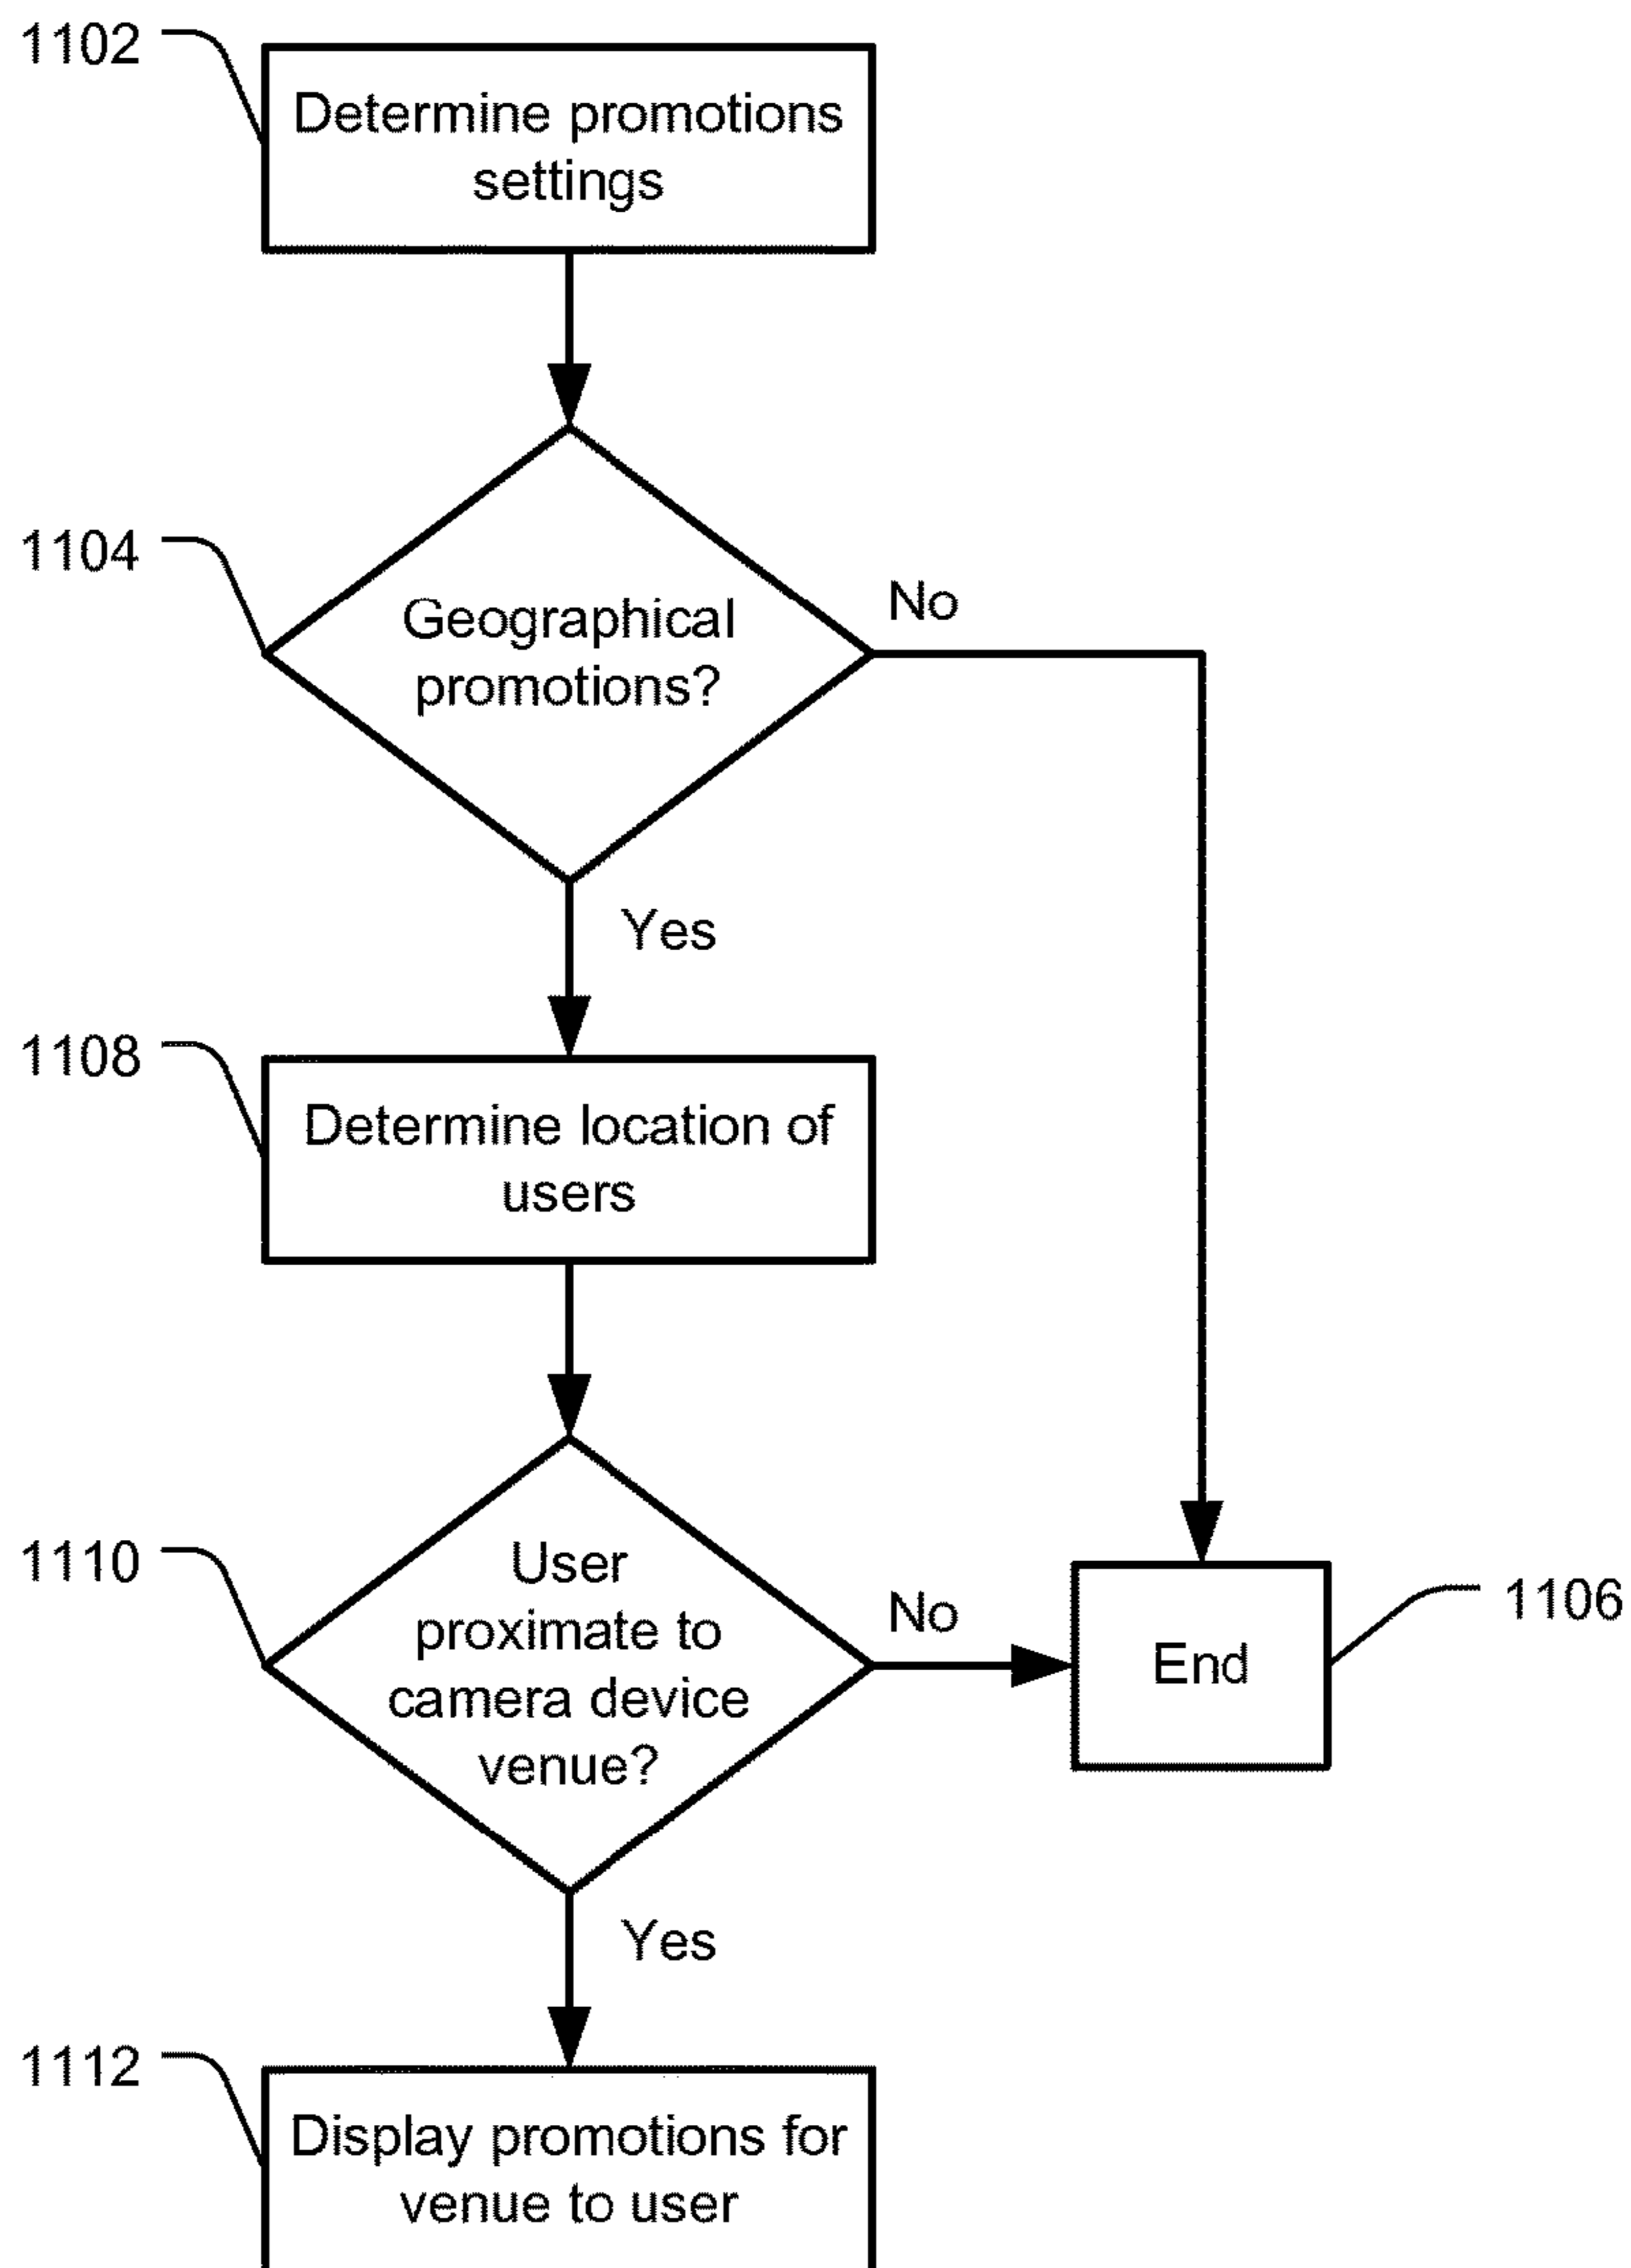 1102
Determine promotions
settings
1104
Geographical
promotions?
No
Yes
1108
Determine location of
users
1110
User
proximate to
camera device
venue?
No
End
1106
Yes
1112
Display promotions for
venue to user